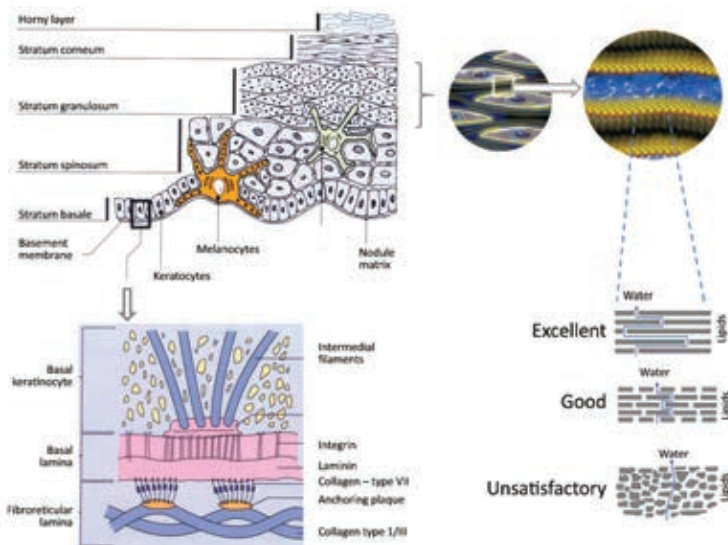 Horny layer
Stratum corneum
Stratum granulosum
Stratum spinosum
Stratum basale
Basement
membrane
Melanocytes
Keratocytes
Nodule
matrix
Basal
keratinocyte
Basal
lamina
Fibroreticular
lamina
Intermedial
filaments
Integrin
Laminin
Collagen – type VII
Anchoring plaque
Collagen type 1/III
Water
Excellent
Lipids
Water
Good
Lipids
Water
Unsatisfactory
Lipids